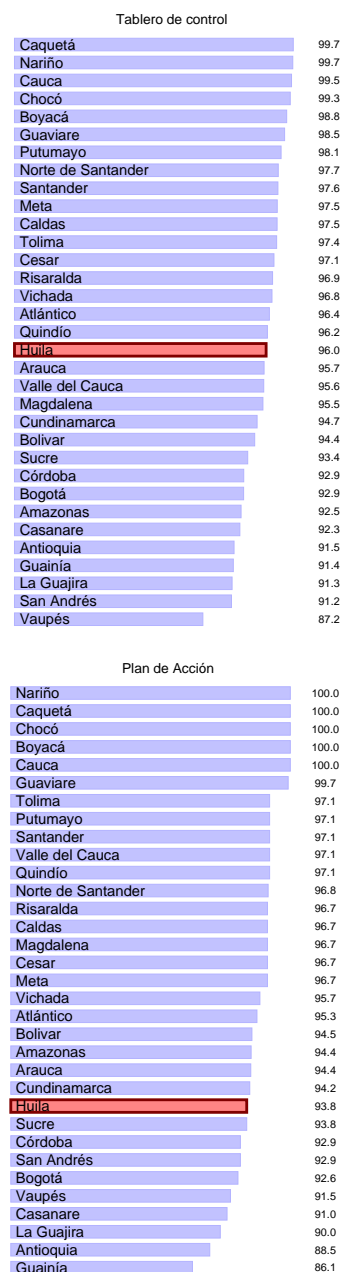 Tablero de control
Caquetá 99.7
Nariño 99.7
Cauca 99.5
Chocó 99.3
Boyacá 98.8
Guaviare 98.5
Putumayo 98.1
Norte de Santander 97.7
Santander 97.6
Meta 97.5
Caldas 97.5
Tolima 97.4
Cesar 97.1
Risaralda 96.9
Vichada 96.8
Atlántico 96.4
Quindío 96.2
Huila 96.0
Arauca 95.7
Valle del Cauca 95.6
Magdalena 95.5
Cundinamarca 94.7
Bolivar 94.4
Sucre 93.4
Córdoba 92.9
Bogotá 92.9
Amazonas 92.5
Casanare 92.3
Antioquia 91.5
Guainía 91.4
La Guajira 91.3
San Andrés 91.2
Vaupés 87.2
Plan de Acción
Nariño 100.0
Caquetá 100.0
Chocó 100.0
Boyacá 100.0
Cauca 100.0
Guaviare 99.7
Tolima 97.1
Putumayo 97.1
Santander 97.1
Valle del Cauca 97.1
Quindío 97.1
Norte de Santander 96.8
Risaralda 96.7
Caldas 96.7
Magdalena 96.7
Cesar 96.7
Meta 96.7
Vichada 95.7
Atlántico 95.3
Bolivar 94.5
Amazonas 94.4
Arauca 94.4
Cundinamarca 94.2
Huila 93.8
Sucre 93.8
Córdoba 92.9
San Andrés 92.9
Bogotá 92.6
Vaupés 91.5
Casanare 91.0
La Guajira 90.0
Antioquia 88.5
Guainía 86.1